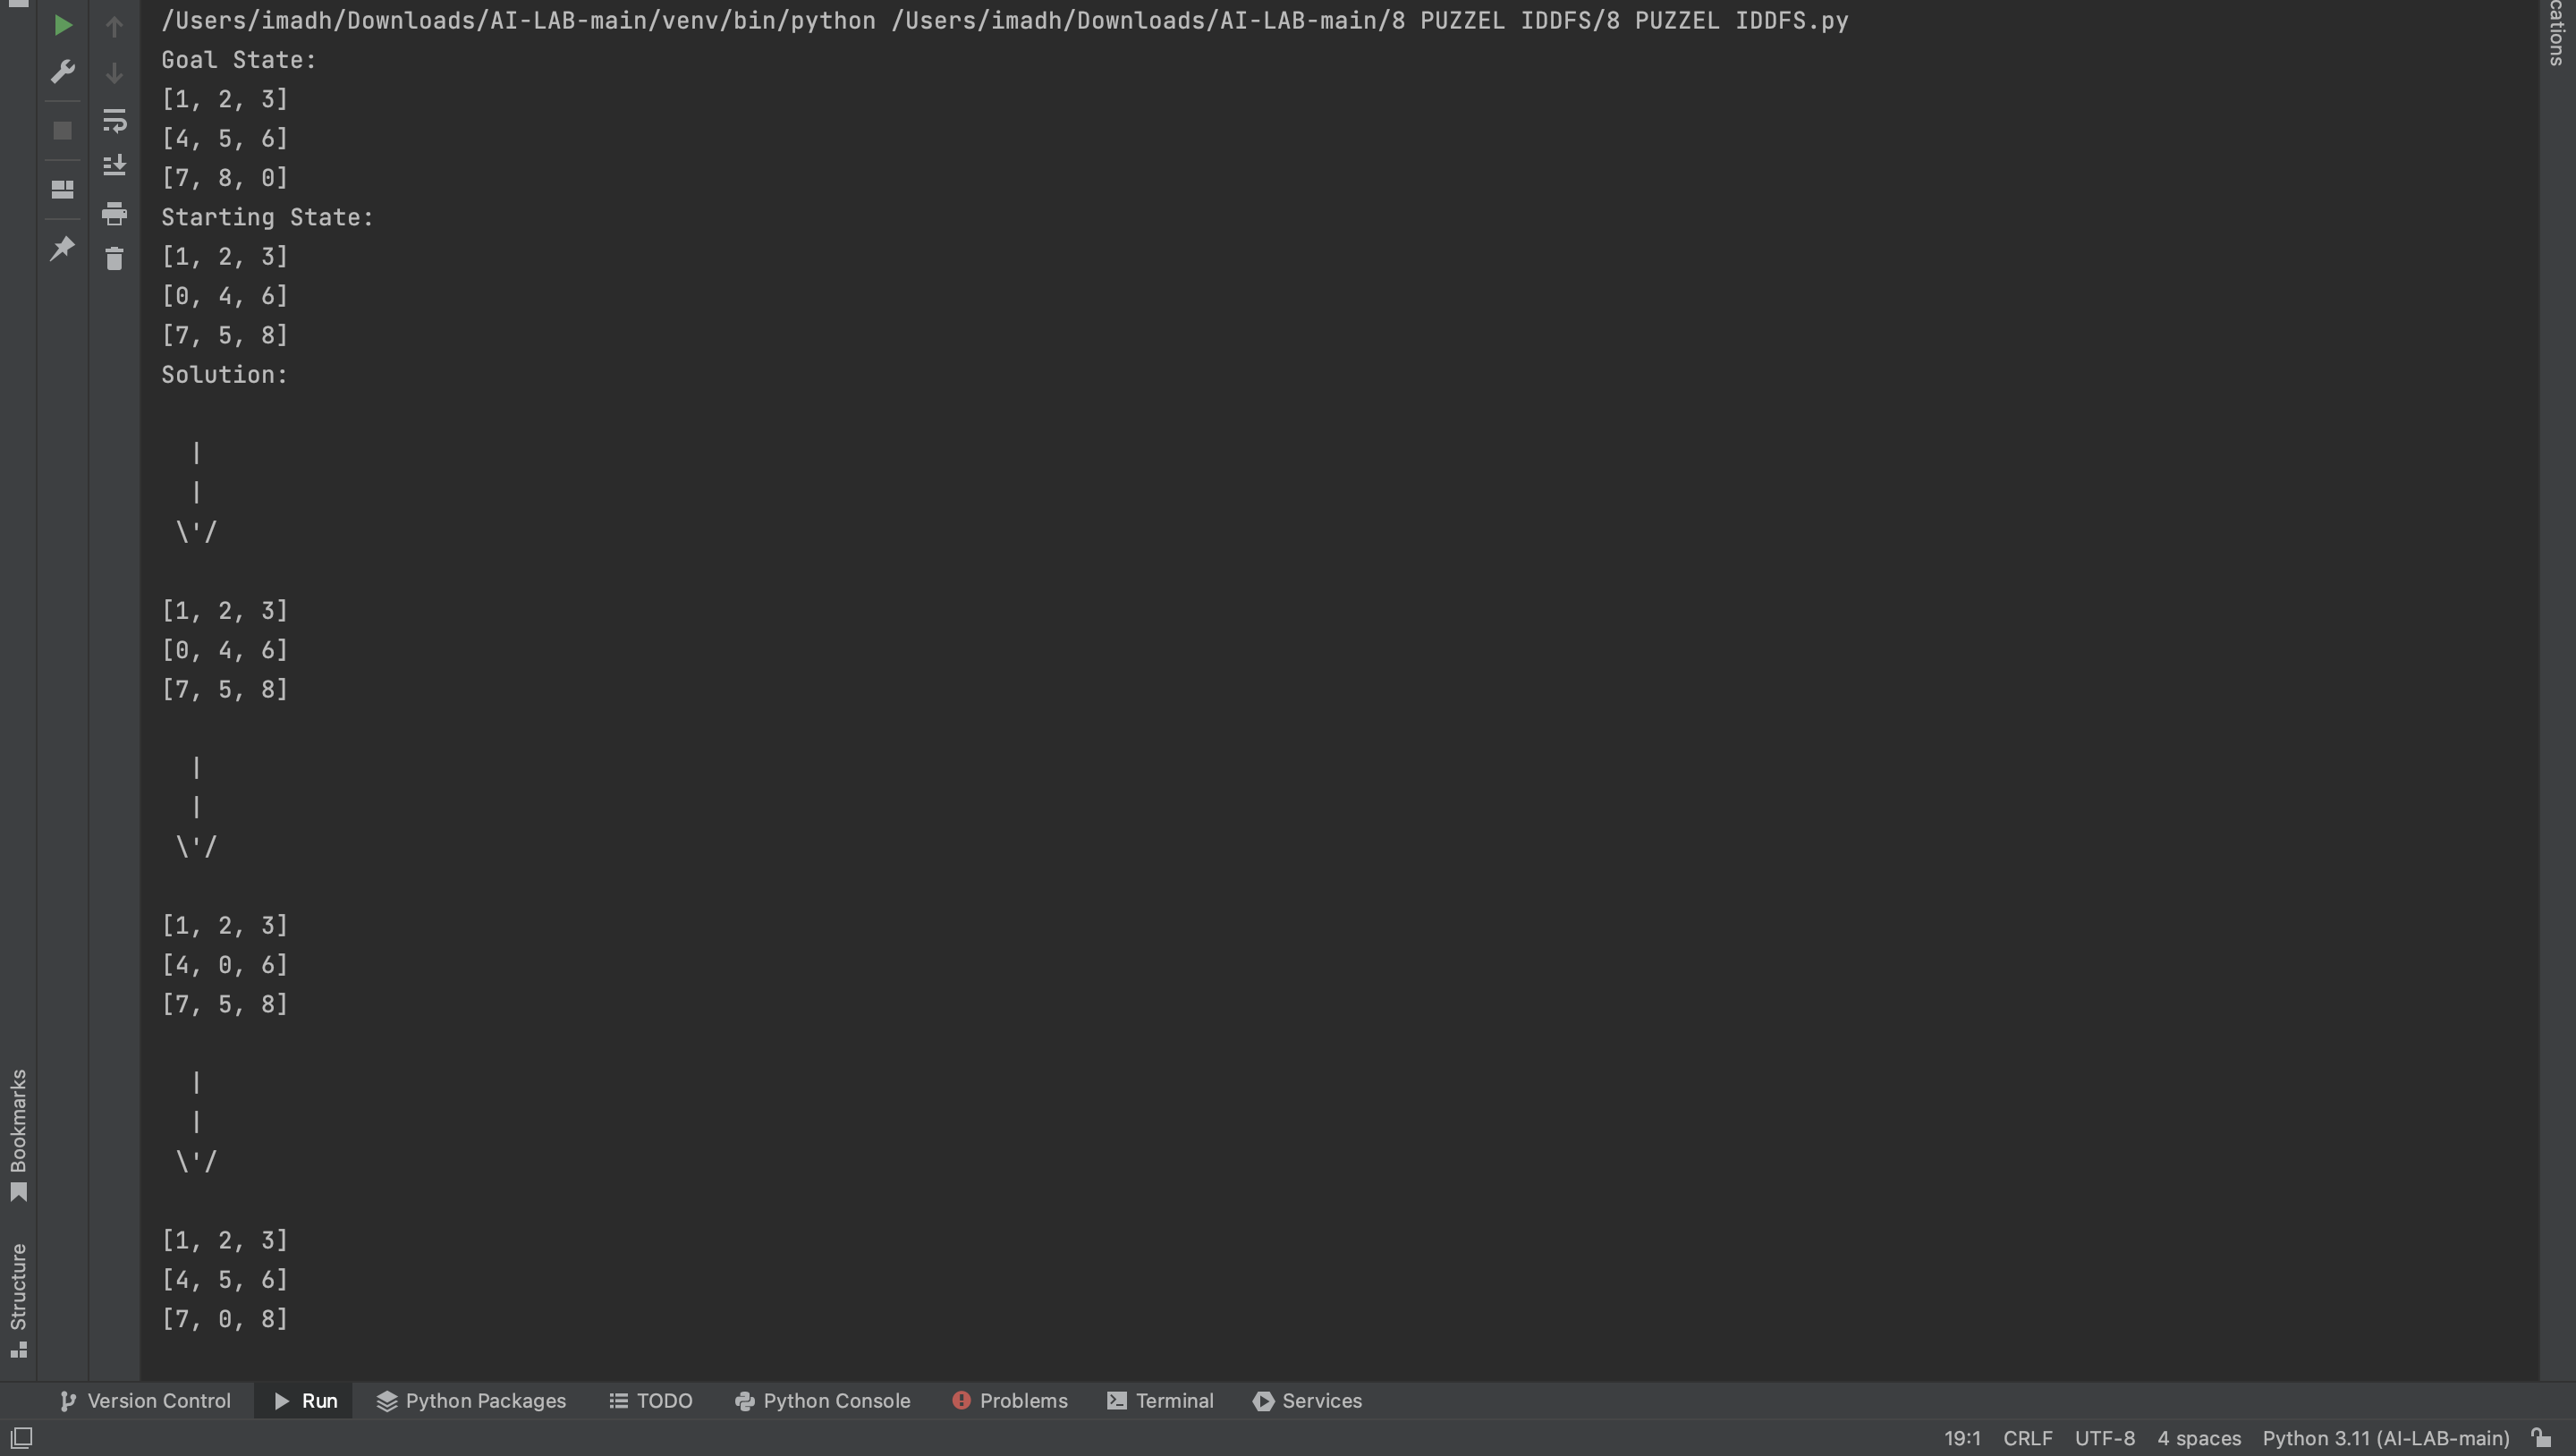 /Users/imadh/Downloads/AI-LAB-main/venv/bin/python /Users/imadh/Downloads/AI-LAB-main/8 PUZZEL IDDFS/8 PUZZEL IDDFS.py
Goal State:
[1, 2, 3]
[4, 5, 6]
[7, 8, 0]
Starting State:
[1, 2, 3]
[0, 4, 6]
[7, 5, 8]
Solution:
|
|
\'/
[1, 2, 3]
[0, 4, 6]
[7, 5, 8]
|
|
\'/
[1, 2, 3]
[4, 0, 6]
[7, 5, 8]
|
|
\'/
[1, 2, 3]
[4, 5, 6]
[7, 0, 8]
cations
Bookmarks
Structure
Version Control Run Python Packages TODO Python Console Problems Terminal Services
19:1 CRLF UTF-8 4 spaces Python 3.11 (AI-LAB-main)